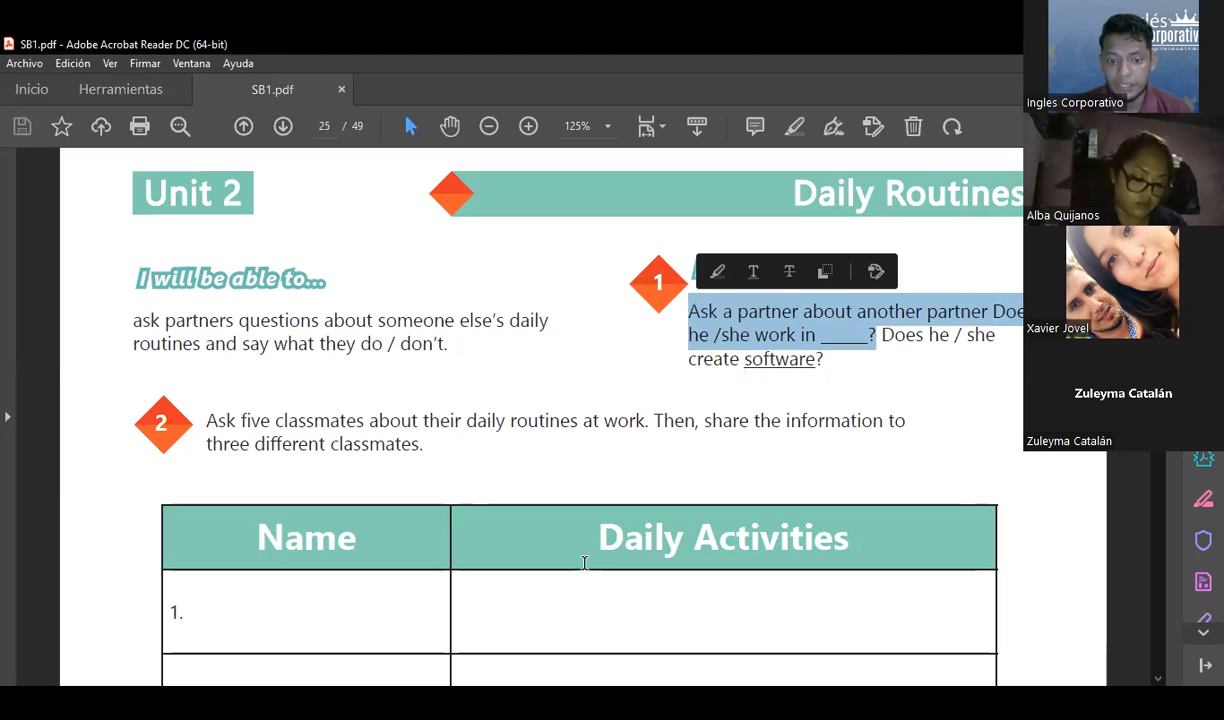 SB1.pdf - Adobe Acrobat Reader DC (64-bit)
Archivo Edición Ver Firmar Ventana Ayuda
Inicio Herramientas SB1.pdf ×
25 / 49 125%
Unit 2
Daily Routines
I will be able to...
ask partners questions about someone else's daily
routines and say what they do / don't.
1
Ask a partner about another partner Doe
he /she work in _____? Does he / she
create software?
2
Ask five classmates about their daily routines at work. Then, share the information to
three different classmates.
Name Daily Activities
1.
lés
orporativ
Ingles Corporativo
Alba Quijanos
Xavier Jovel
Zuleyma Catalán
Zuleyma Catalán